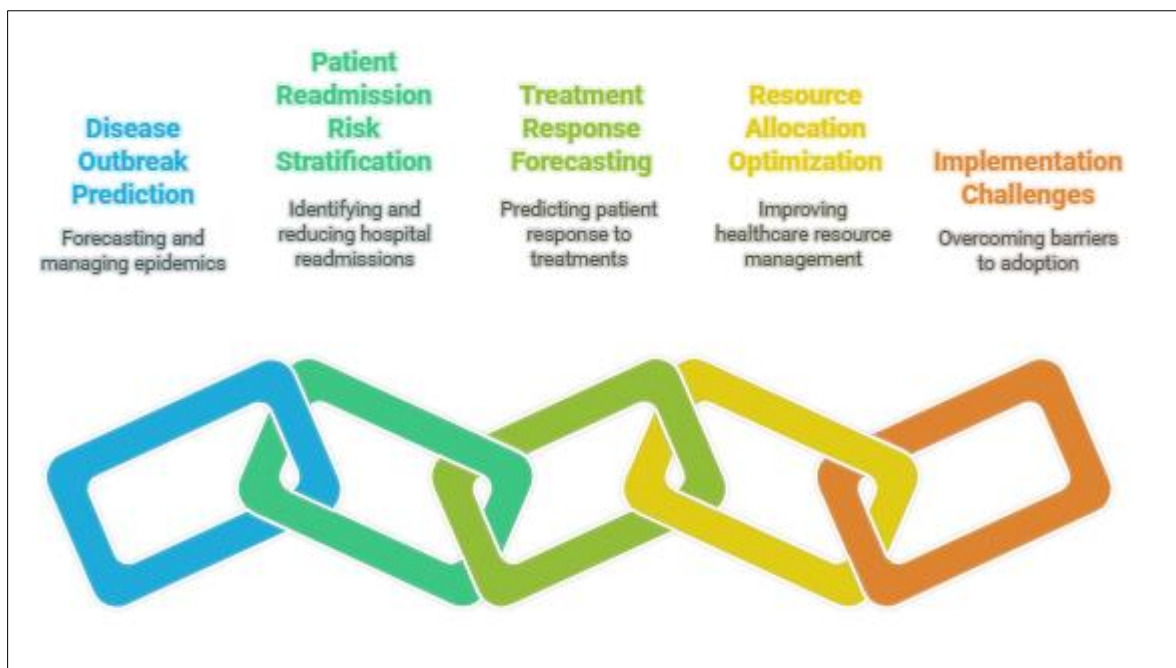 Disease
Outbreak
Prediction
Forecasting and
managing epidemics
Patient
Readmission
Risk
Stratification
Identifying and
reducing hospital
readmissions
Treatment
Response
Forecasting
Predicting patient
response to
treatments
Resource
Allocation
Optimization
Improving
healthcare resource
management
Implementation
Challenges
Overcoming barriers
to adoption